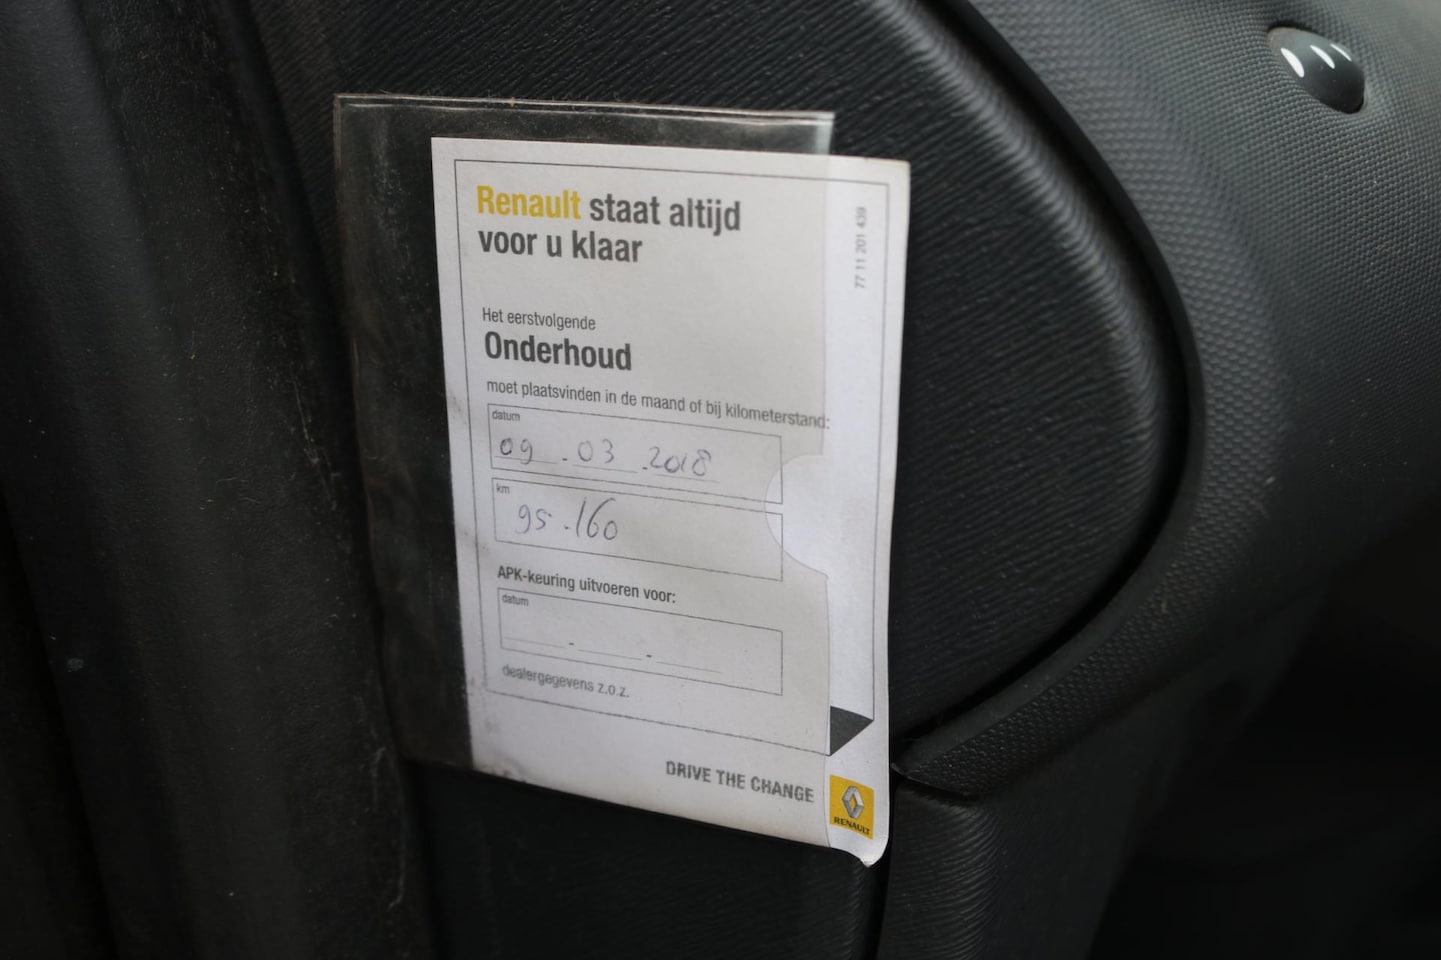 Renault staat altijd
voor u klaar
77 11 201 439
Het eerstvolgende
Onderhoud
moet plaatsvinden in de maand of bij kilometerstand:
datum
09 - 03 - 2018
km
95.160
APK-keuring uitvoeren voor:
datum
- -
dealergegevens z.o.z.
DRIVE THE CHANGE
RENAULT